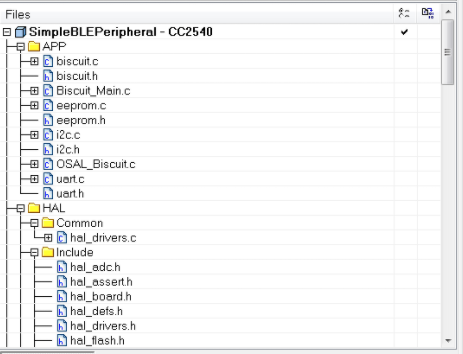 Files
SimpleBLEPeripheral - CC2540
APP
biscuit.c
biscuit.h
Biscuit_Main.c
eeprom.c
eeprom.h
i2c.c
i2c.h
OSAL_Biscuit.c
uart.c
uart.h
HAL
Common
hal_drivers.c
Include
hal_adc.h
hal_assert.h
hal_board.h
hal_defs.h
hal_drivers.h
hal_flash.h